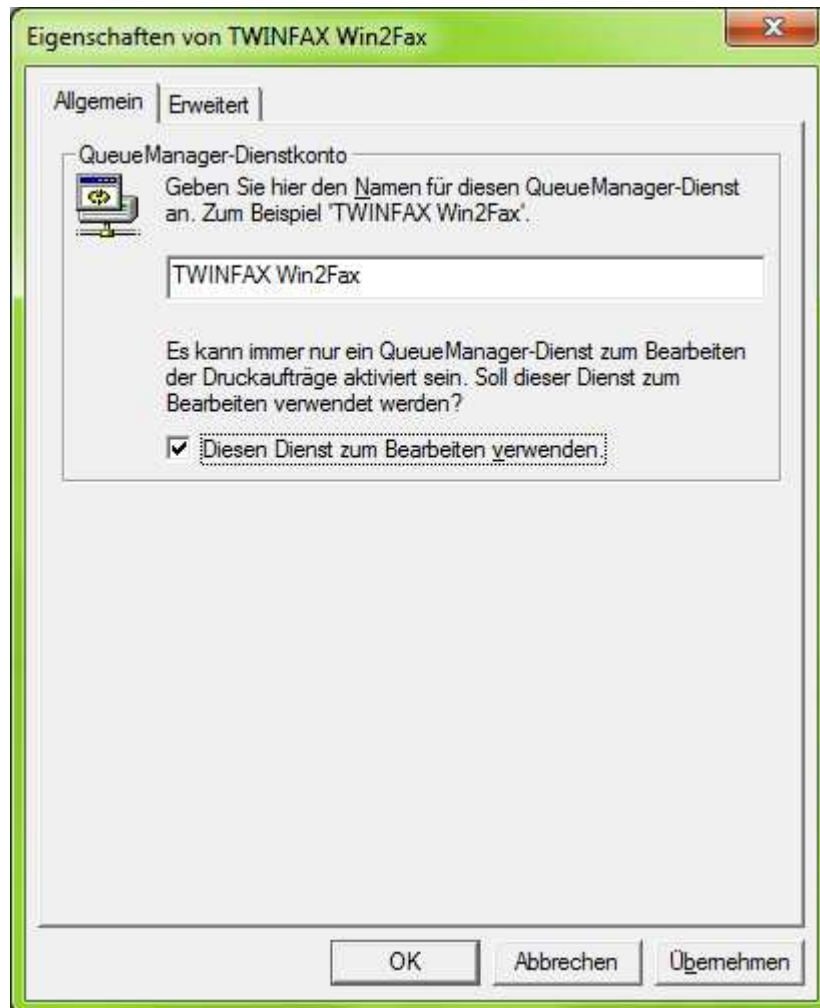 Eigenschaften von TWINFAX Win2Fax
Allgemein
Erweitert
QueueManager-Dienstkonto
Geben Sie hier den Namen für diesen QueueManager-Dienst
an. Zum Beispiel 'TWINFAX Win2Fax'.
TWINFAX Win2Fax
Es kann immer nur ein QueueManager-Dienst zum Bearbeiten
der Druckaufträge aktiviert sein. Soll dieser Dienst zum
Bearbeiten verwendet werden?
Diesen Dienst zum Bearbeiten verwenden.
OK
Abbrechen
Übernehmen